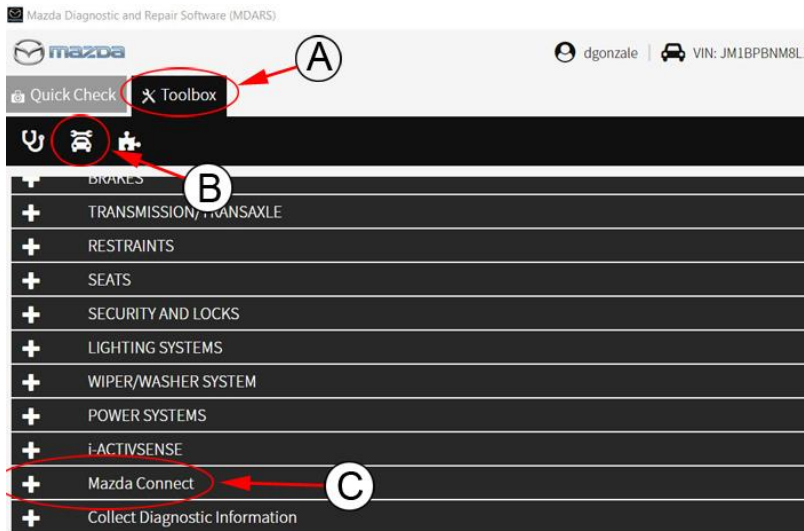 Mazda Diagnostic and Repair Software (MDARS)
mazda
dgonzale | VIN: JM1BPBNM8L
A
Quick Check
Toolbox
B
BRAKES
TRANSMISSION/TRANSAXLE
RESTRAINTS
SEATS
SECURITY AND LOCKS
LIGHTING SYSTEMS
WIPER/WASHER SYSTEM
POWER SYSTEMS
i-ACTIVSENSE
Mazda Connect
C
Collect Diagnostic Information